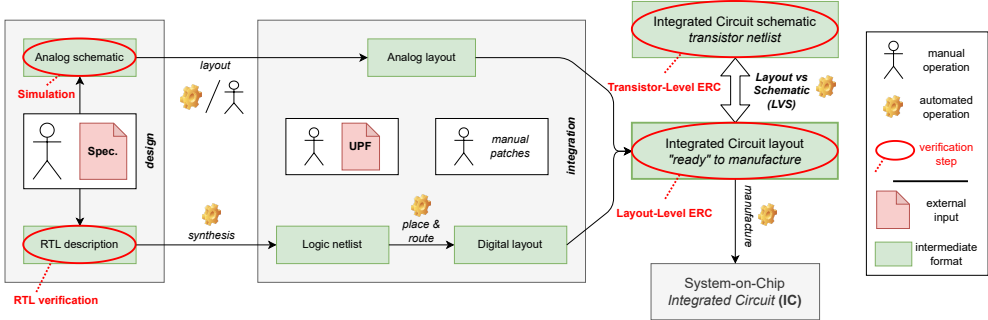 Analog schematic
Simulation
Spec.
design
RTL description
RTL verification
layout
synthesis
Analog layout
UPF
manual
patches
integration
Logic netlist
place &
route
Digital layout
Integrated Circuit schematic
transistor netlist
Transistor-Level ERC
Layout vs
Schematic
(LVS)
Integrated Circuit layout
"ready" to manufacture
Layout-Level ERC
manufacture
System-on-Chip
Integrated Circuit (IC)
manual
operation
automated
operation
verification
step
external
input
intermediate
format